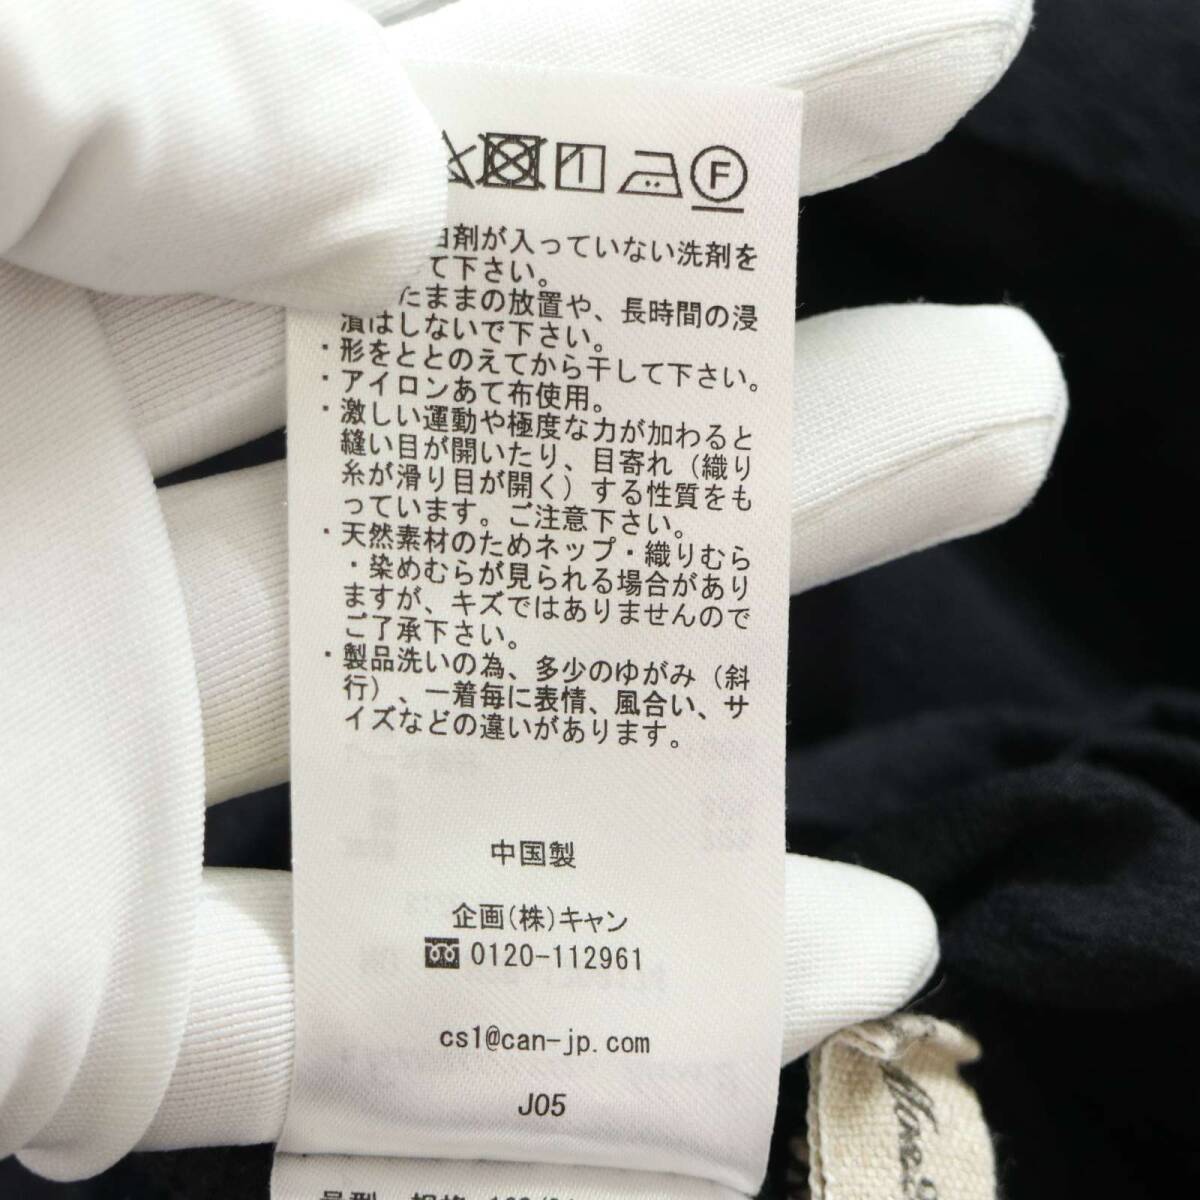 F
白剤が入っていない洗剤を
て下さい。
たままの放置や、長時間の浸
漬はしないで下さい。
・形をととのえてから干して下さい。
・アイロンあて布使用。
・激しい運動や極度な力が加わると
縫い目が開いたり、目寄れ（織り
糸が滑り目が開く）する性質をも
っています。ご注意下さい。
・天然素材のためネップ・織りむら
・染めむらが見られる場合があり
ますが、キズではありませんので
ご了承下さい。
・製品洗いの為、多少のゆがみ（斜
行）、一着毎に表情、風合い、サ
イズなどの違いがあります。
中国製
企画(株)キャン
0120-112961
cs1@can-jp.com
J05